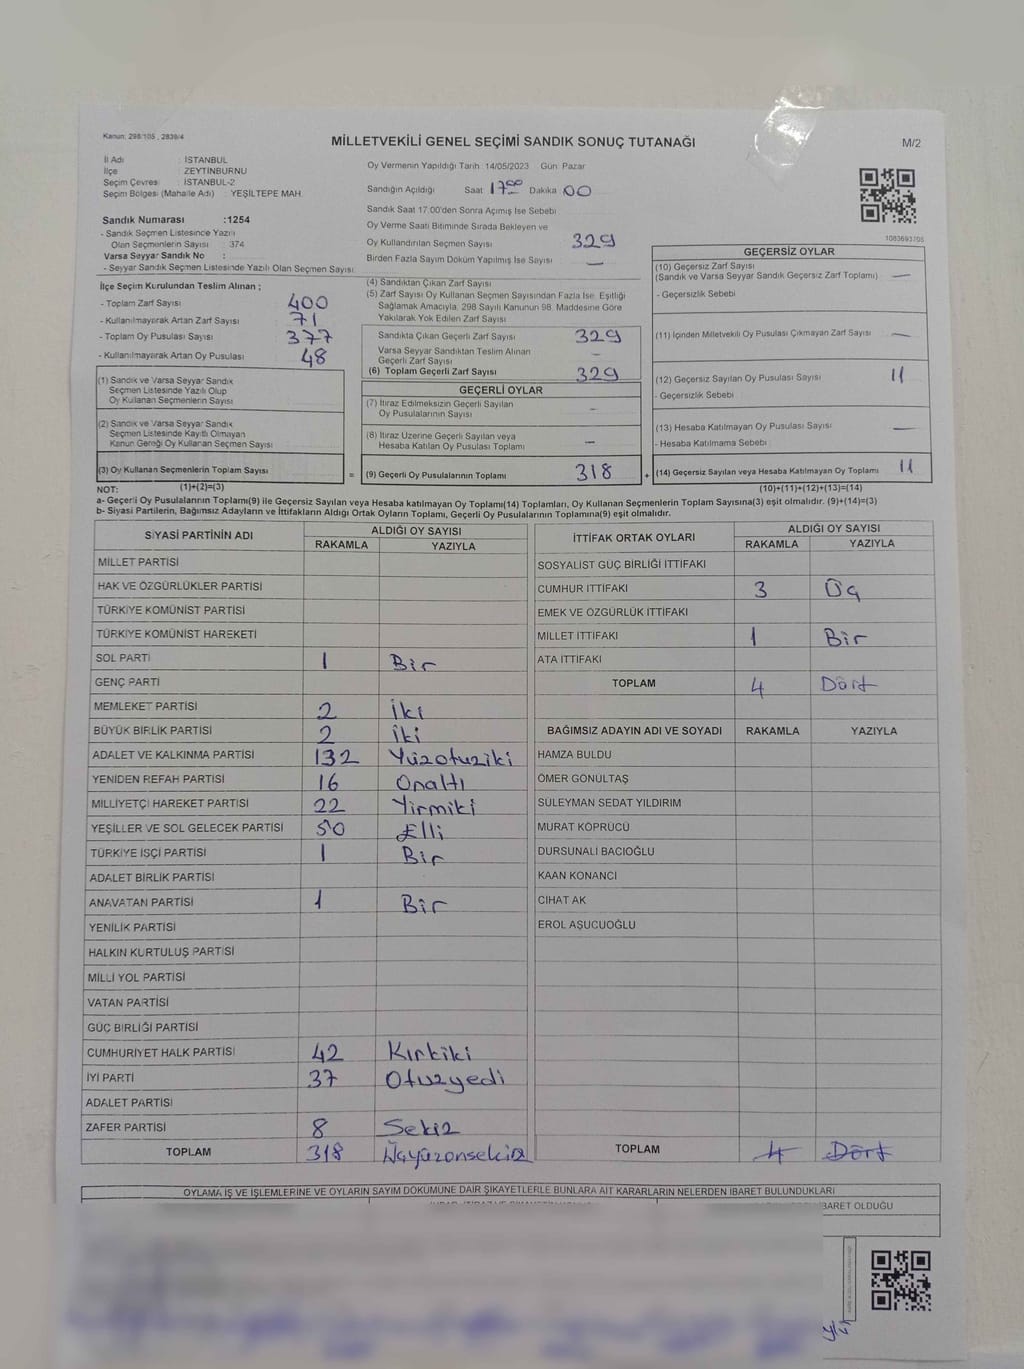 Kanun: 298/105 , 2839/4
MİLLETVEKİLİ GENEL SEÇİMİ SANDIK SONUÇ TUTANAĞI
M/2
İl Adı : İSTANBUL
İlçe : ZEYTİNBURNU
Seçim Çevresi : İSTANBUL-2
Seçim Bölgesi (Mahalle Adı) : YEŞİLTEPE MAH.
Sandık Numarası :1254
- Sandık Seçmen Listesinde Yazılı
Olan Seçmenlerin Sayısı : 374
Varsa Seyyar Sandık No :
- Seyyar Sandık Seçmen Listesinde Yazılı Olan Seçmen Sayısı:
Oy Vermenin Yapıldığı Tarih: 14/05/2023 Gün: Pazar
Sandığın Açıldığı Saat 17:00 Dakika 00
Sandık Saat 17:00'den Sonra Açılmış İse Sebebi
Oy Verme Saati Bitiminde Sırada Bekleyen ve
Oy Kullandırılan Seçmen Sayısı 329
Birden Fazla Sayım Döküm Yapılmış İse Sayısı —
1083693705
İlçe Seçim Kurulundan Teslim Alınan ;
- Toplam Zarf Sayısı 400
- Kullanılmayarak Artan Zarf Sayısı 71
- Toplam Oy Pusulası Sayısı 377
- Kullanılmayarak Artan Oy Pusulası 48
(1) Sandık ve Varsa Seyyar Sandık
Seçmen Listesinde Yazılı Olup
Oy Kullanan Seçmenlerin Sayısı
(2) Sandık ve Varsa Seyyar Sandık
Seçmen Listesinde Kayıtlı Olmayan
Kanun Gereği Oy Kullanan Seçmen Sayısı
(3) Oy Kullanan Seçmenlerin Toplam Sayısı
(1)+(2)=(3)
(4) Sandıktan Çıkan Zarf Sayısı
(5) Zarf Sayısı Oy Kullanan Seçmen Sayısından Fazla İse, Eşitliği
Sağlamak Amacıyla, 298 Sayılı Kanunun 98. Maddesine Göre
Yakılarak Yok Edilen Zarf Sayısı
Sandıkta Çıkan Geçerli Zarf Sayısı 329
Varsa Seyyar Sandıktan Teslim Alınan
Geçerli Zarf Sayısı —
(6) Toplam Geçerli Zarf Sayısı 329
GEÇERLİ OYLAR
(7) İtiraz Edilmeksizin Geçerli Sayılan
Oy Pusulalarının Sayısı —
(8) İtiraz Üzerine Geçerli Sayılan veya
Hesaba Katılan Oy Pusulası Sayısı —
= (9) Geçerli Oy Pusulalarının Toplamı 318 +
GEÇERSİZ OYLAR
(10) Geçersiz Zarf Sayısı
(Sandık ve Varsa Seyyar Sandık Geçersiz Zarf Toplamı) —
- Geçersizlik Sebebi
(11) İçinden Milletvekili Oy Pusulası Çıkmayan Zarf Sayısı —
(12) Geçersiz Sayılan Oy Pusulası Sayısı 11
- Geçersizlik Sebebi
(13) Hesaba Katılmayan Oy Pusulası Sayısı —
- Hesaba Katılmama Sebebi
(14) Geçersiz Sayılan veya Hesaba Katılmayan Oy Toplamı 11
(10)+(11)+(12)+(13)=(14)
NOT:
a- Geçerli Oy Pusulalarının Toplamı(9) ile Geçersiz Sayılan veya Hesaba katılmayan Oy Toplamı(14) Toplamları, Oy Kullanan Seçmenlerin Toplam Sayısına(3) eşit olmalıdır. (9)+(14)=(3)
b- Siyasi Partilerin, Bağımsız Adayların ve İttifakların Aldığı Oyların Toplamı, Geçerli Oy Pusulalarının Toplamına(9) eşit olmalıdır.
SİYASİ PARTİNİN ADI ALDIĞI OY SAYISI
RAKAMLA YAZIYLA
MİLLET PARTİSİ
HAK VE ÖZGÜRLÜKLER PARTİSİ
TÜRKİYE KOMÜNİST PARTİSİ
TÜRKİYE KOMÜNİST HAREKETİ
SOL PARTİ 1 Bir
GENÇ PARTİ
MEMLEKET PARTİSİ 2 İki
BÜYÜK BİRLİK PARTİSİ 2 İki
ADALET VE KALKINMA PARTİSİ 132 Yüzotuziki
YENİDEN REFAH PARTİSİ 16 Onaltı
MİLLİYETÇİ HAREKET PARTİSİ 22 Yirmiki
YEŞİLLER VE SOL GELECEK PARTİSİ 50 Elli
TÜRKİYE İŞÇİ PARTİSİ 1 Bir
ADALET BİRLİK PARTİSİ
ANAVATAN PARTİSİ 1 Bir
YENİLİK PARTİSİ
HALKIN KURTULUŞ PARTİSİ
MİLLİ YOL PARTİSİ
VATAN PARTİSİ
GÜÇ BİRLİĞİ PARTİSİ
CUMHURİYET HALK PARTİSİ 42 Kırkiki
İYİ PARTİ 37 Otuzyedi
ADALET PARTİSİ
ZAFER PARTİSİ 8 Sekiz
TOPLAM 318 Üçyüzonsekiz
İTTİFAK ORTAK OYLARI ALDIĞI OY SAYISI
RAKAMLA YAZIYLA
SOSYALİST GÜÇ BİRLİĞİ İTTİFAKI
CUMHUR İTTİFAKI 3 Üç
EMEK VE ÖZGÜRLÜK İTTİFAKI
MİLLET İTTİFAKI 1 Bir
ATA İTTİFAKI
TOPLAM 4 Dört
BAĞIMSIZ ADAYIN ADI VE SOYADI RAKAMLA YAZIYLA
HAMZA BULDU
ÖMER GÖNÜLTAŞ
SÜLEYMAN SEDAT YILDIRIM
MURAT KÖPRÜCÜ
DURSUNALİ BACIOĞLU
KAAN KONANCI
CİHAT AK
EROL AŞUCUOĞLU
TOPLAM 4 Dört
OYLAMA İŞ VE İŞLEMLERİNE VE OYLARIN SAYIM DÖKÜMÜNE DAİR ŞİKAYETLERLE BUNLARA AİT KARARLARIN NELERDEN İBARET BULUNDUKLARI
İBARET OLDUĞU